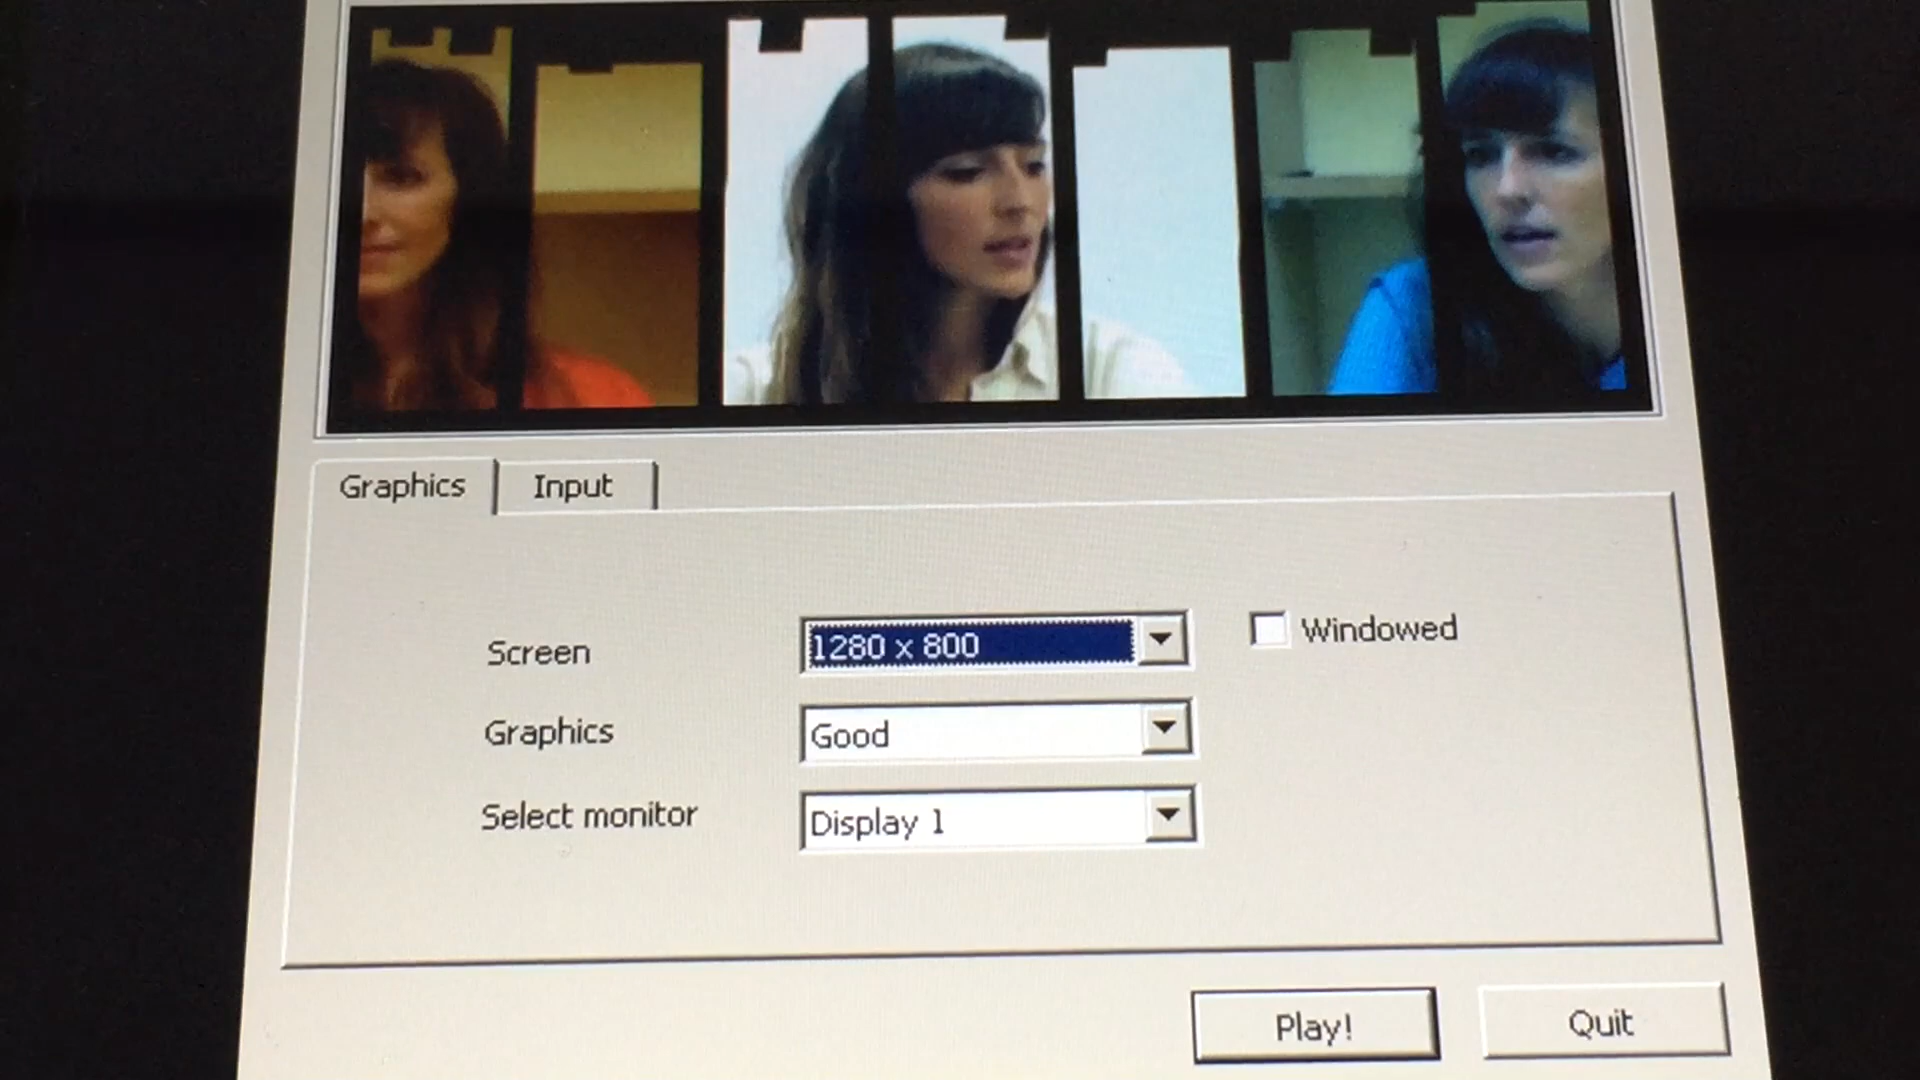 Graphics
Input
Screen
1280 x 800
Windowed
Graphics
Good
Select monitor
Display 1
Play!
Quit